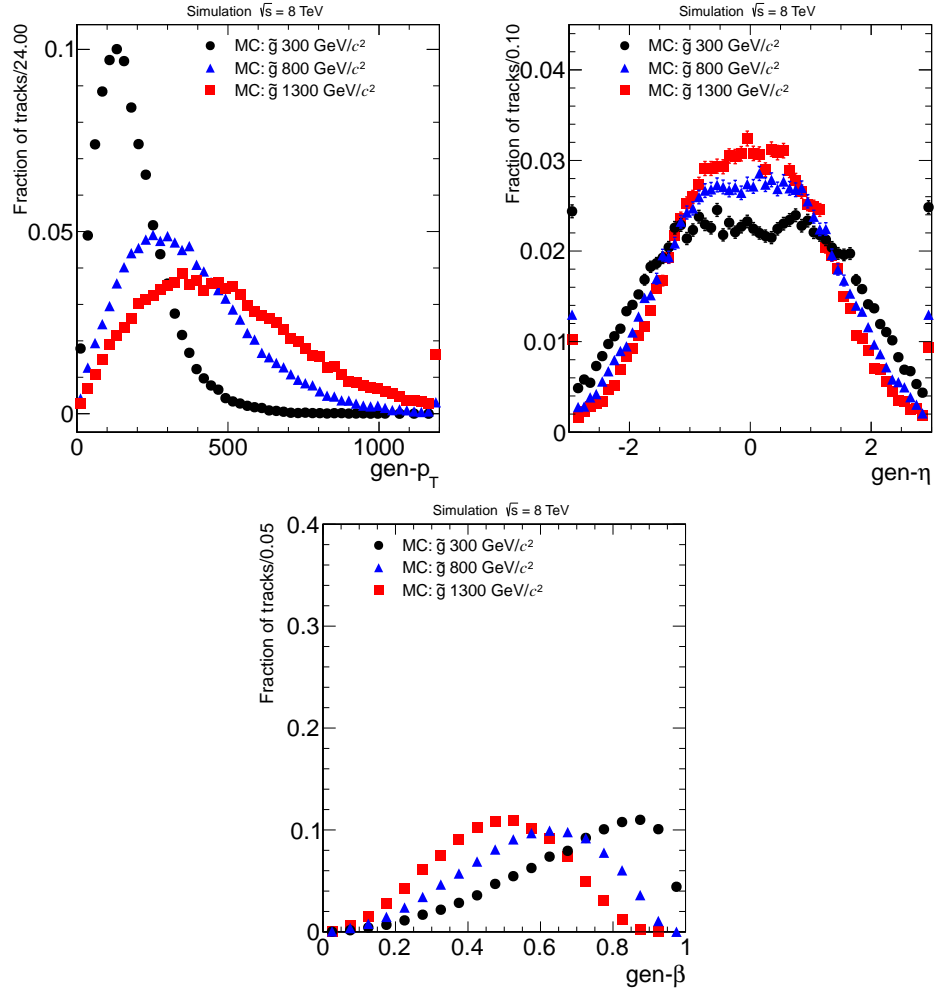 Simulation √s = 8 TeV
Fraction of tracks/24.00
MC: g̃ 300 GeV/c²
MC: g̃ 800 GeV/c²
MC: g̃ 1300 GeV/c²
0.1
0.05
0
0 500 1000
gen-p_T
Simulation √s = 8 TeV
Fraction of tracks/0.10
MC: g̃ 300 GeV/c²
MC: g̃ 800 GeV/c²
MC: g̃ 1300 GeV/c²
0.04
0.03
0.02
0.01
0
-2 0 2
gen-η
Simulation √s = 8 TeV
Fraction of tracks/0.05
MC: g̃ 300 GeV/c²
MC: g̃ 800 GeV/c²
MC: g̃ 1300 GeV/c²
0.4
0.3
0.2
0.1
0
0 0.2 0.4 0.6 0.8 1
gen-β